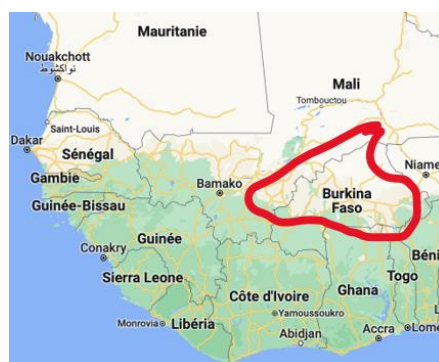 Mauritanie
Nouakchott
نواكشوط
Mali
Tombouctou
Saint-Louis
Dakar
Sénégal
Niamey
Gambie
Bamako
Burkina
Faso
Guinée-Bissau
Guinée
Conakry
Béni
Togo
Sierra Leone
Ghana
Côte d'Ivoire
Yamoussoukro
Monrovia
Libéria
Abidjan
Accra
Lomé